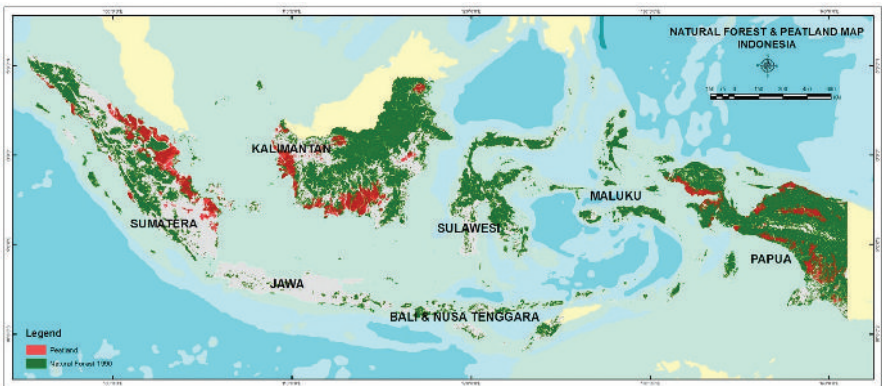 NATURAL FOREST & PEATLAND MAP
INDONESIA
KALIMANTAN
MALUKU
SUMATERA
SULAWESI
PAPUA
JAWA
BALI & NUSA TENGGARA
Legend
Peatland
Natural Forest 1990